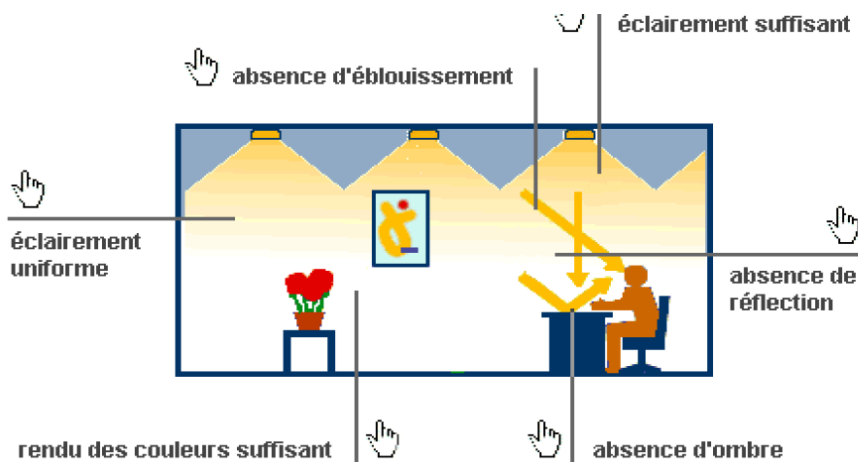 éclairement suffisant
absence d'éblouissement
éclairement
uniforme
absence de
réflection
rendu des couleurs suffisant
absence d'ombre